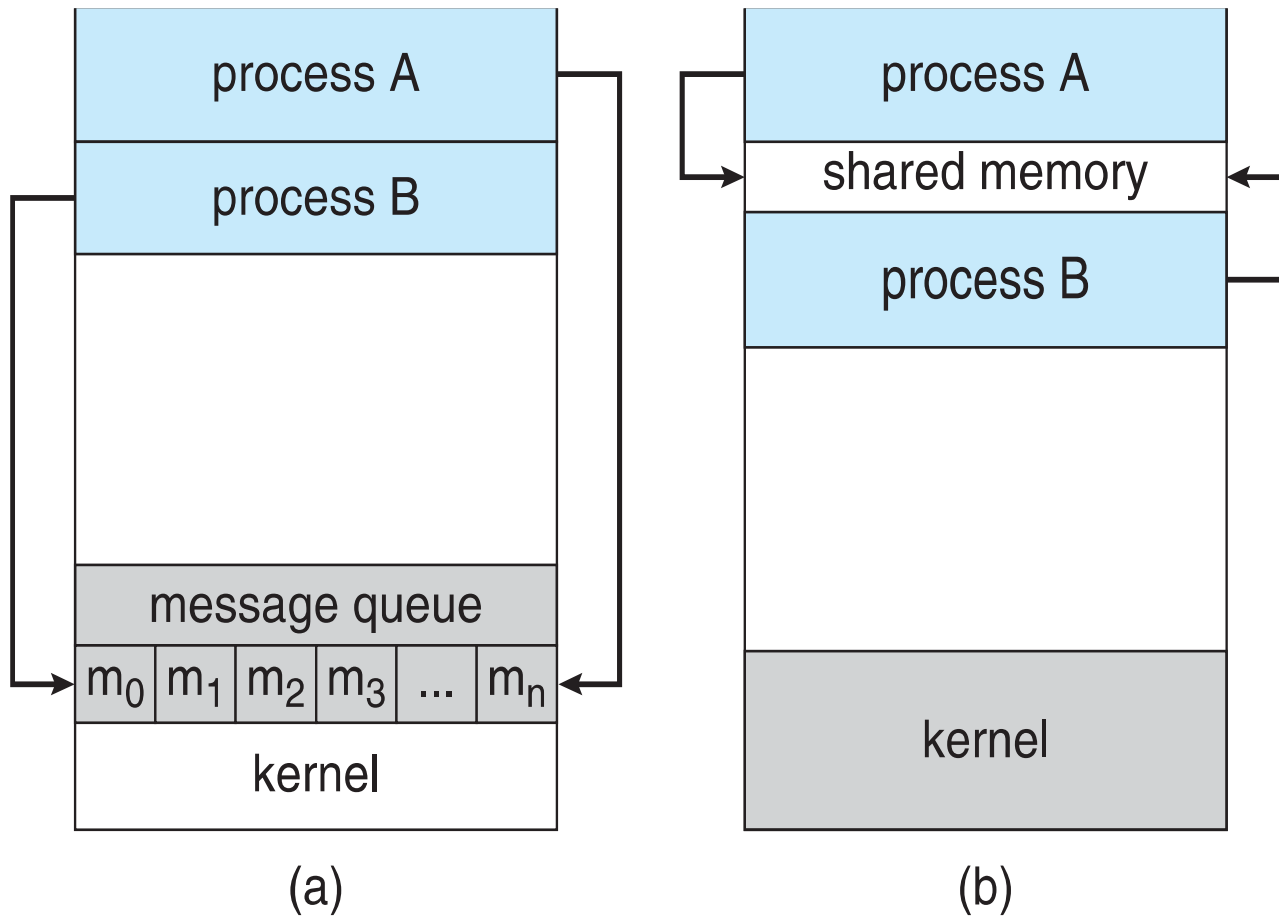 process A
process B
message queue
m0 m1 m2 m3 ... mn
kernel
(a)
process A
shared memory
process B
kernel
(b)